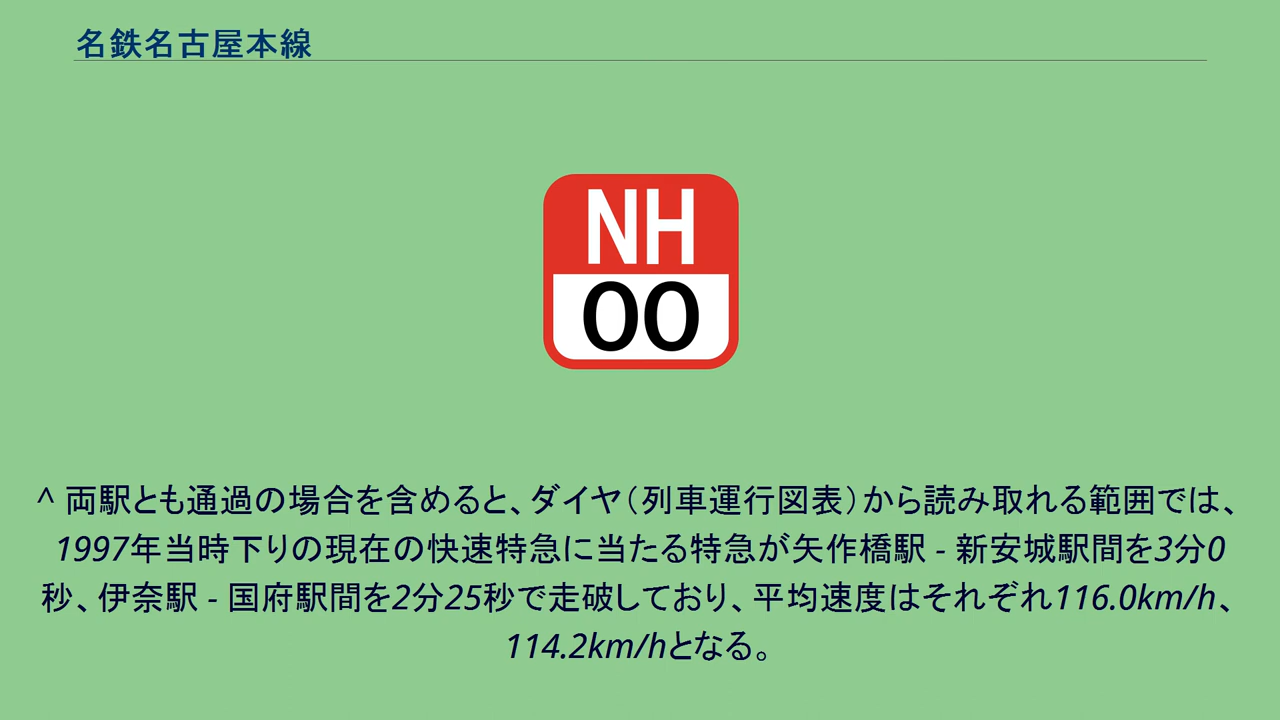 名鉄名古屋本線
NH
00
^ 両駅とも通過の場合を含めると、ダイヤ（列車運行図表）から読み取れる範囲では、
1997年当時下りの現在の快速特急に当たる特急が矢作橋駅 - 新安城駅間を3分0
秒、伊奈駅 - 国府駅間を2分25秒で走破しており、平均速度はそれぞれ116.0km/h、
114.2km/hとなる。